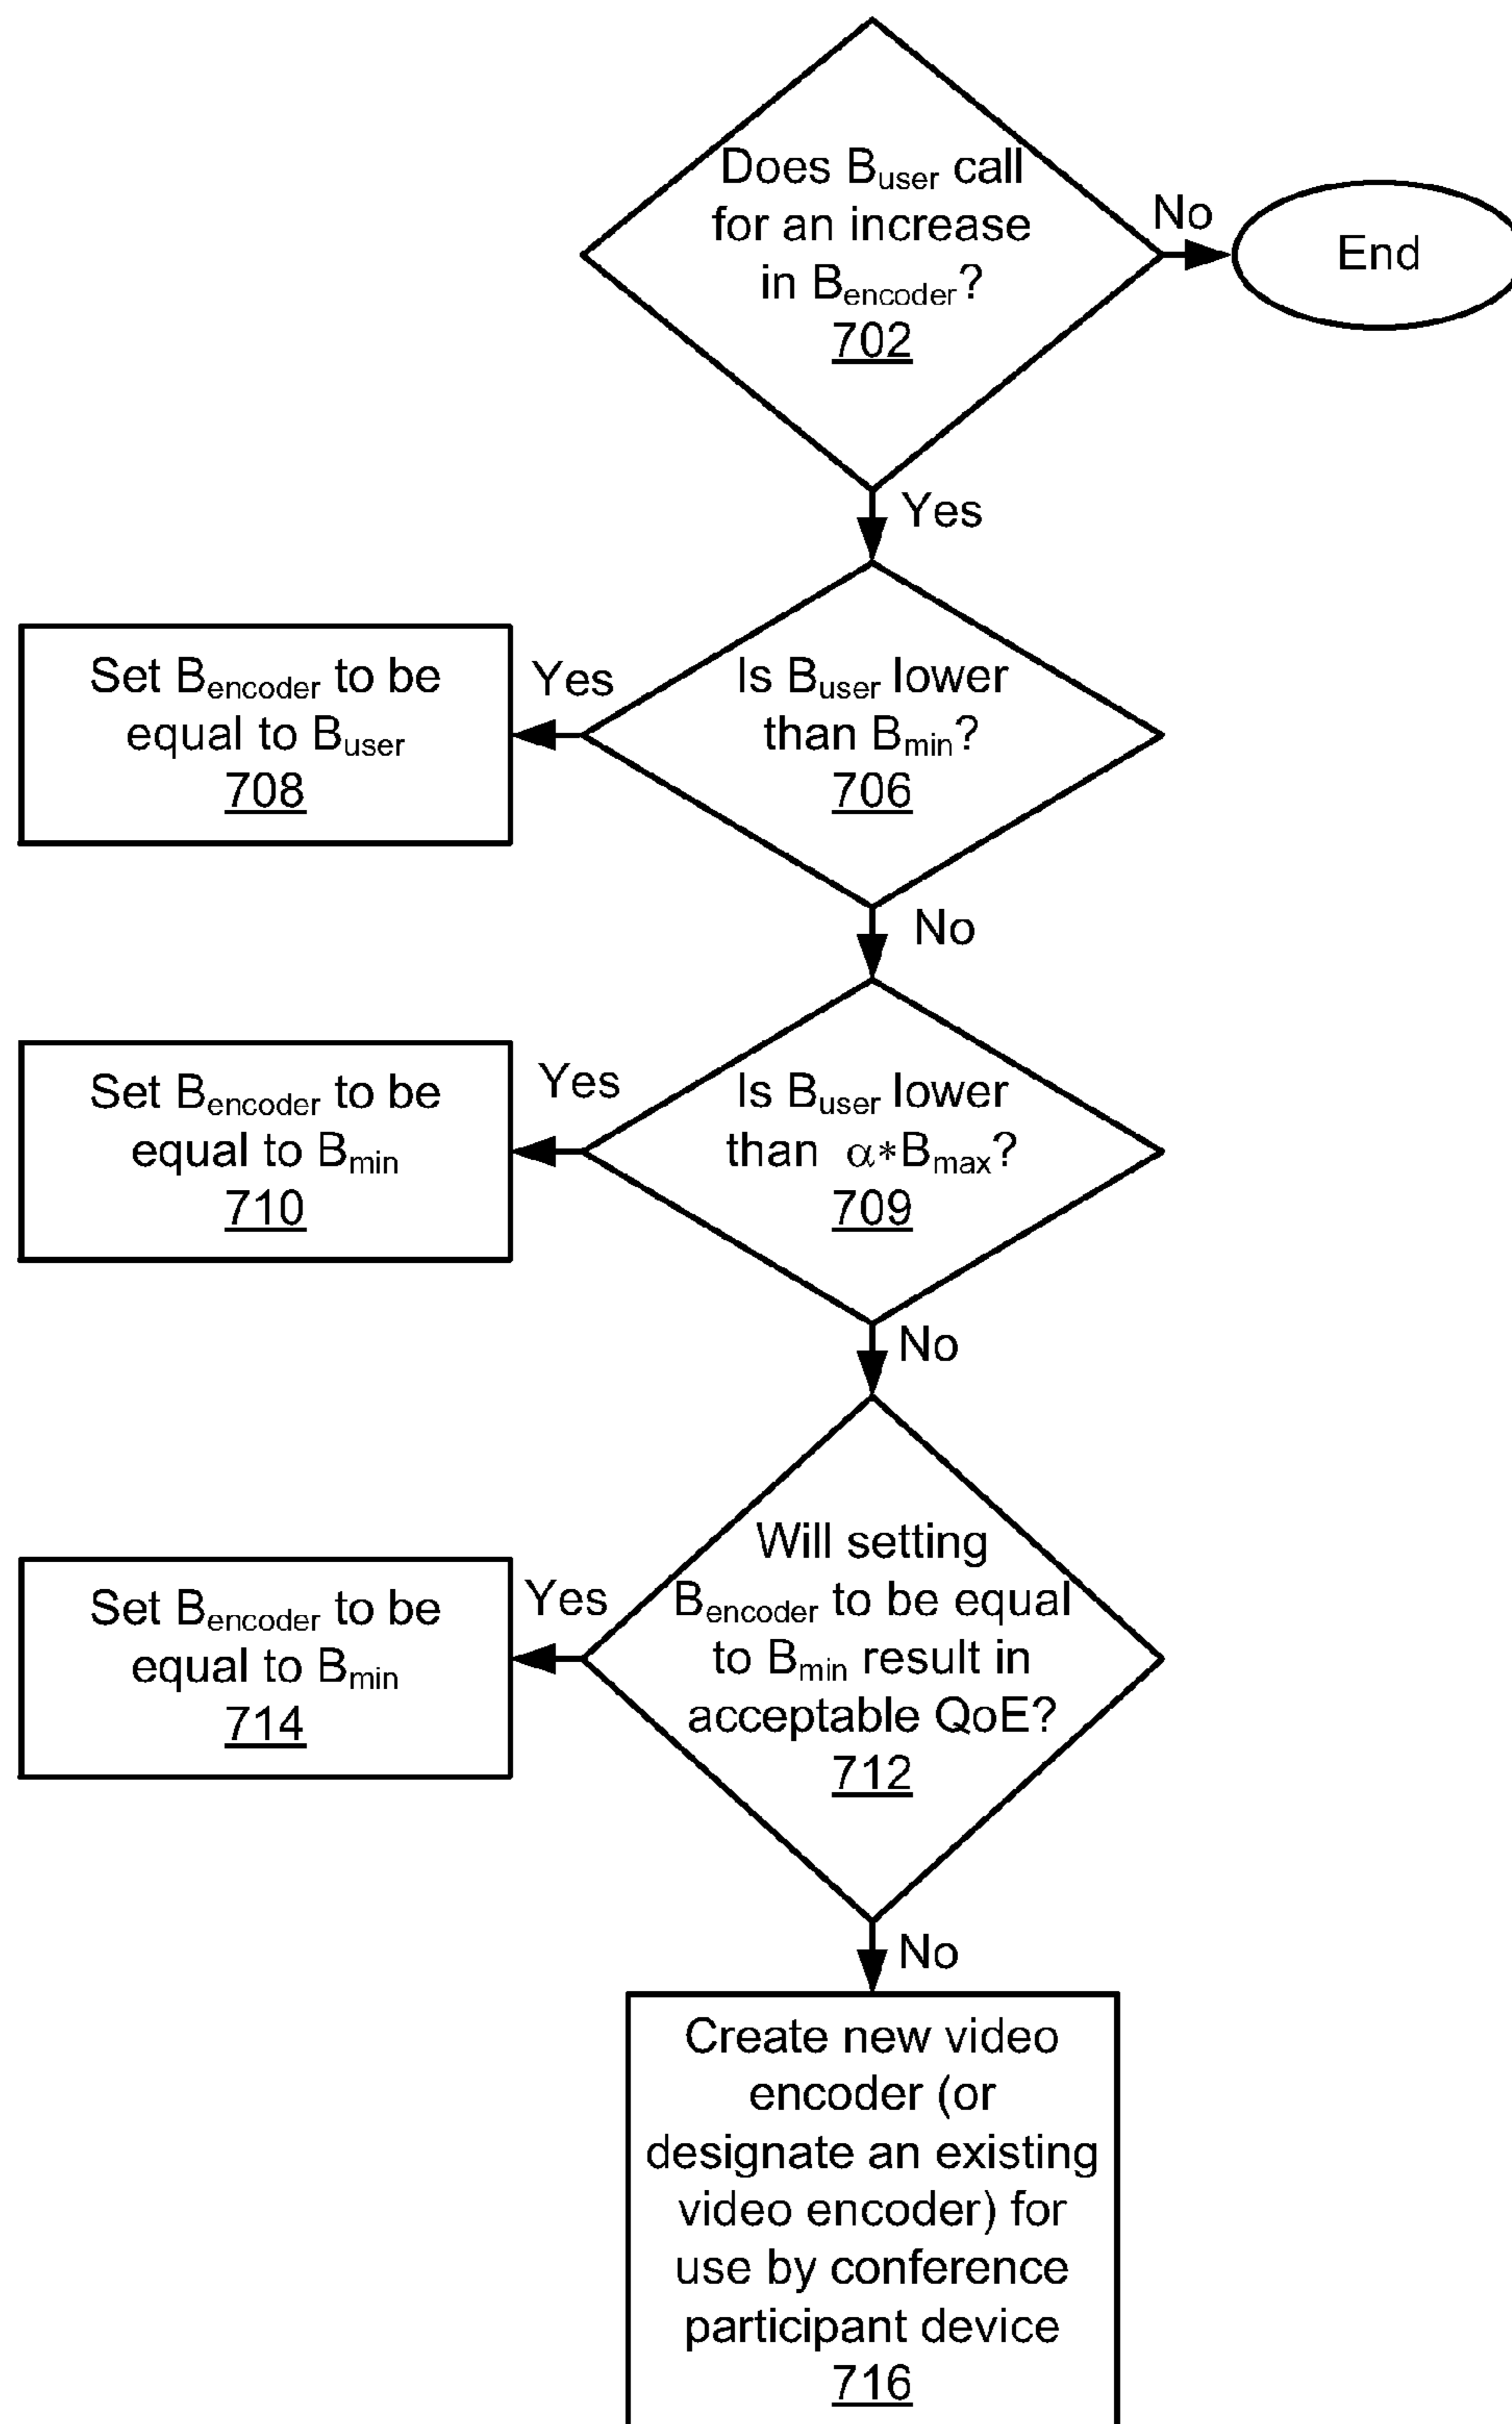 Does Buser call
for an increase
in Bencoder?
702
No
End
Yes
Set Bencoder to be
equal to Buser
708
Yes
Is Buser lower
than Bmin?
706
No
Set Bencoder to be
equal to Bmin
710
Yes
Is Buser lower
than α*Bmax?
709
No
Set Bencoder to be
equal to Bmin
714
Yes
Will setting
Bencoder to be equal
to Bmin result in
acceptable QoE?
712
No
Create new video
encoder (or
designate an existing
video encoder) for
use by conference
participant device
716